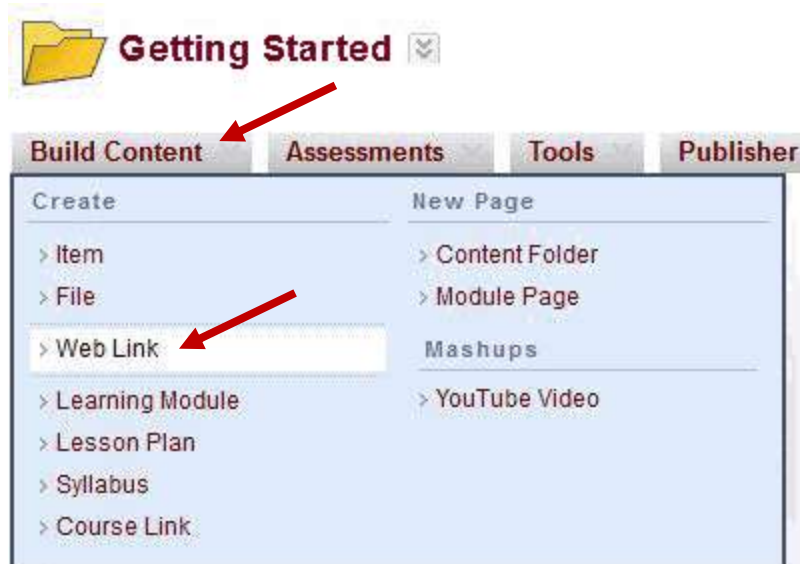 Getting Started
Build Content
Assessments
Tools
Publisher
Create
Item
File
Web Link
Learning Module
Lesson Plan
Syllabus
Course Link
New Page
Content Folder
Module Page
Mashups
YouTube Video